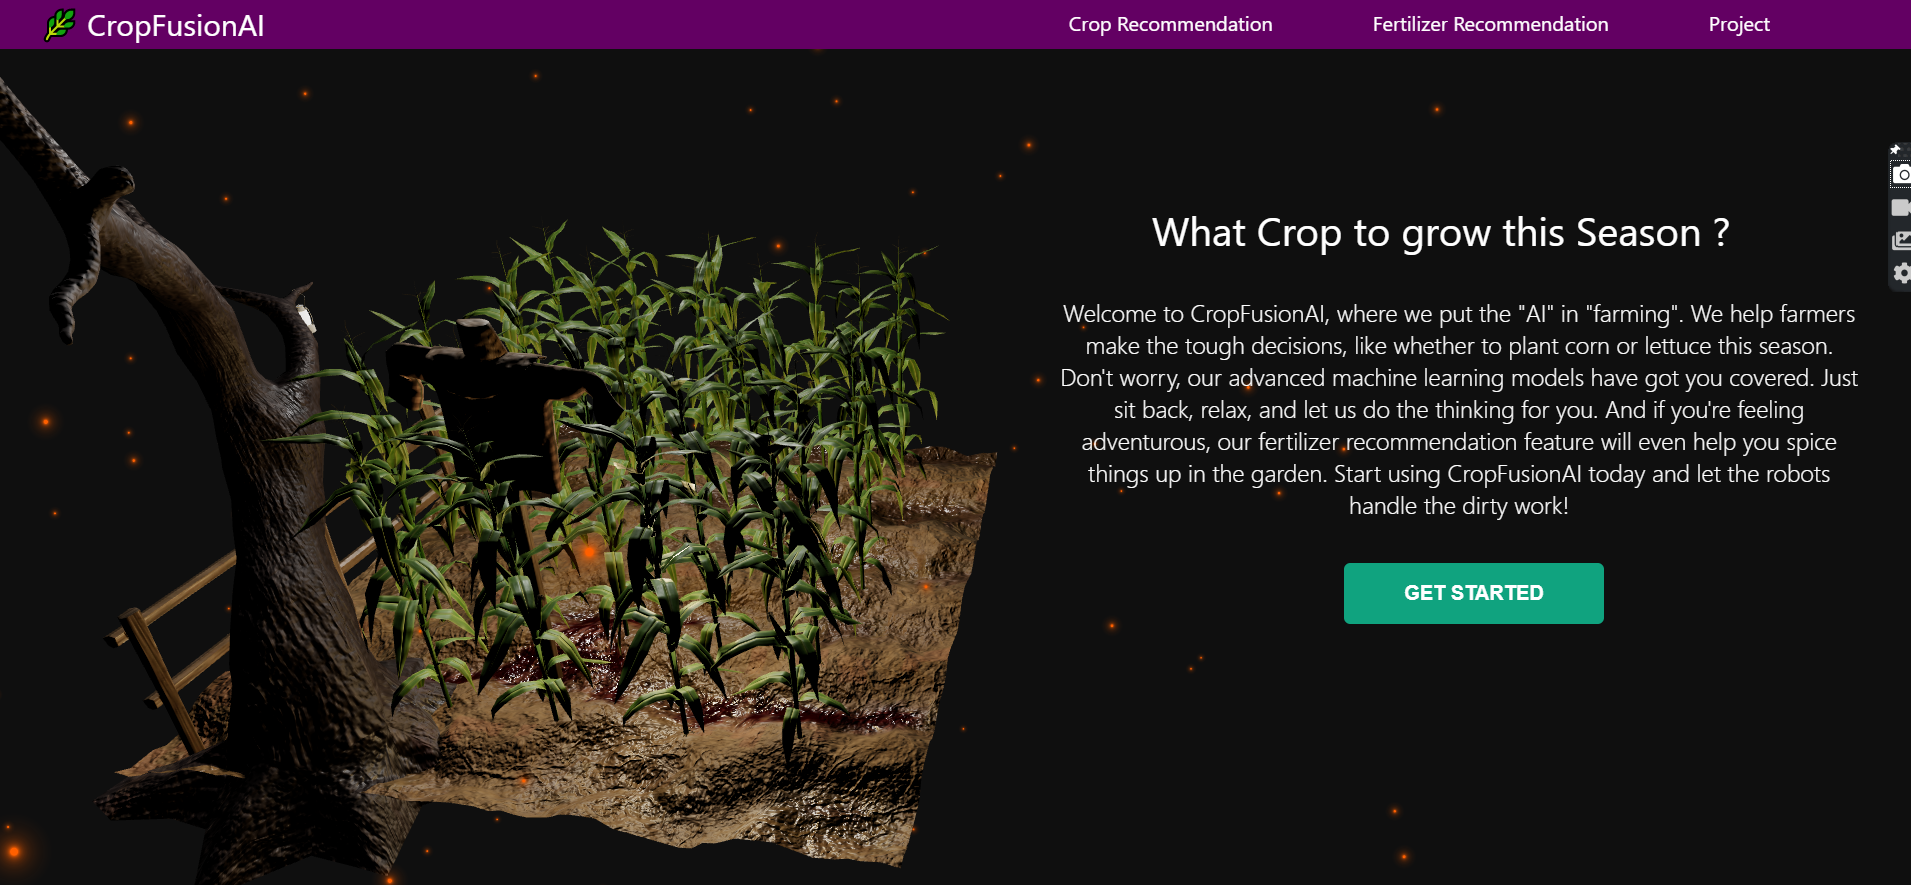 CropFusionAI
Crop Recommendation
Fertilizer Recommendation
Project
What Crop to grow this Season ?
Welcome to CropFusionAI, where we put the "AI" in "farming". We help farmers
make the tough decisions, like whether to plant corn or lettuce this season.
Don't worry, our advanced machine learning models have got you covered. Just
sit back, relax, and let us do the thinking for you. And if you're feeling
adventurous, our fertilizer recommendation feature will even help you spice
things up in the garden. Start using CropFusionAI today and let the robots
handle the dirty work!
GET STARTED